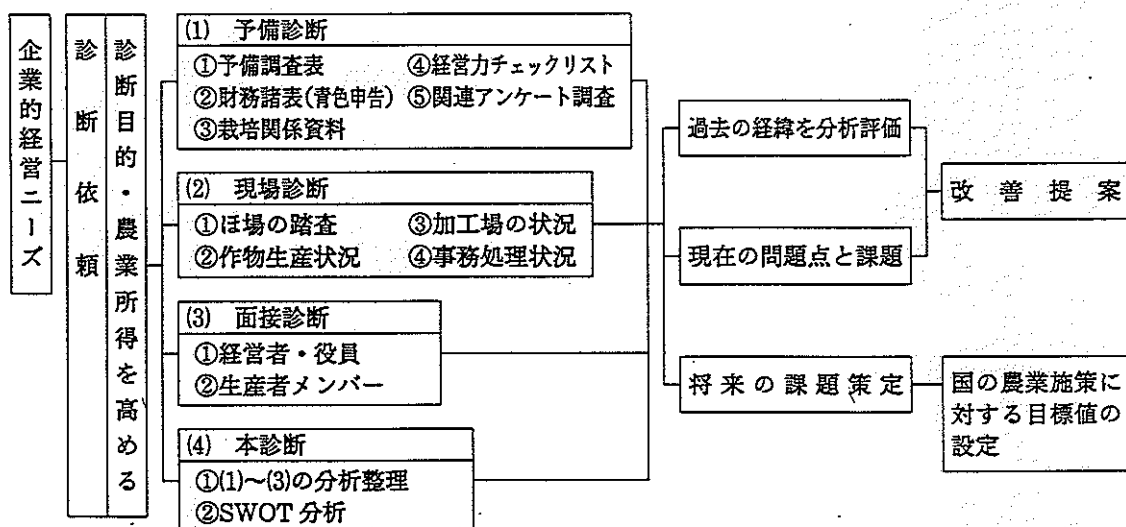 企業的経営ニーズ
診断依頼
診断目的・農業所得を高める
(1) 予備診断
①予備調査表 ④経営力チェックリスト
②財務諸表(青色申告) ⑤関連アンケート調査
③栽培関係資料
(2) 現場診断
①ほ場の踏査 ③加工場の状況
②作物生産状況 ④事務処理状況
(3) 面接診断
①経営者・役員
②生産者メンバー
(4) 本診断
①(1)～(3)の分析整理
②SWOT分析
過去の経緯を分析評価
現在の問題点と課題
将来の課題策定
改善提案
国の農業施策に
対する目標値の
設定